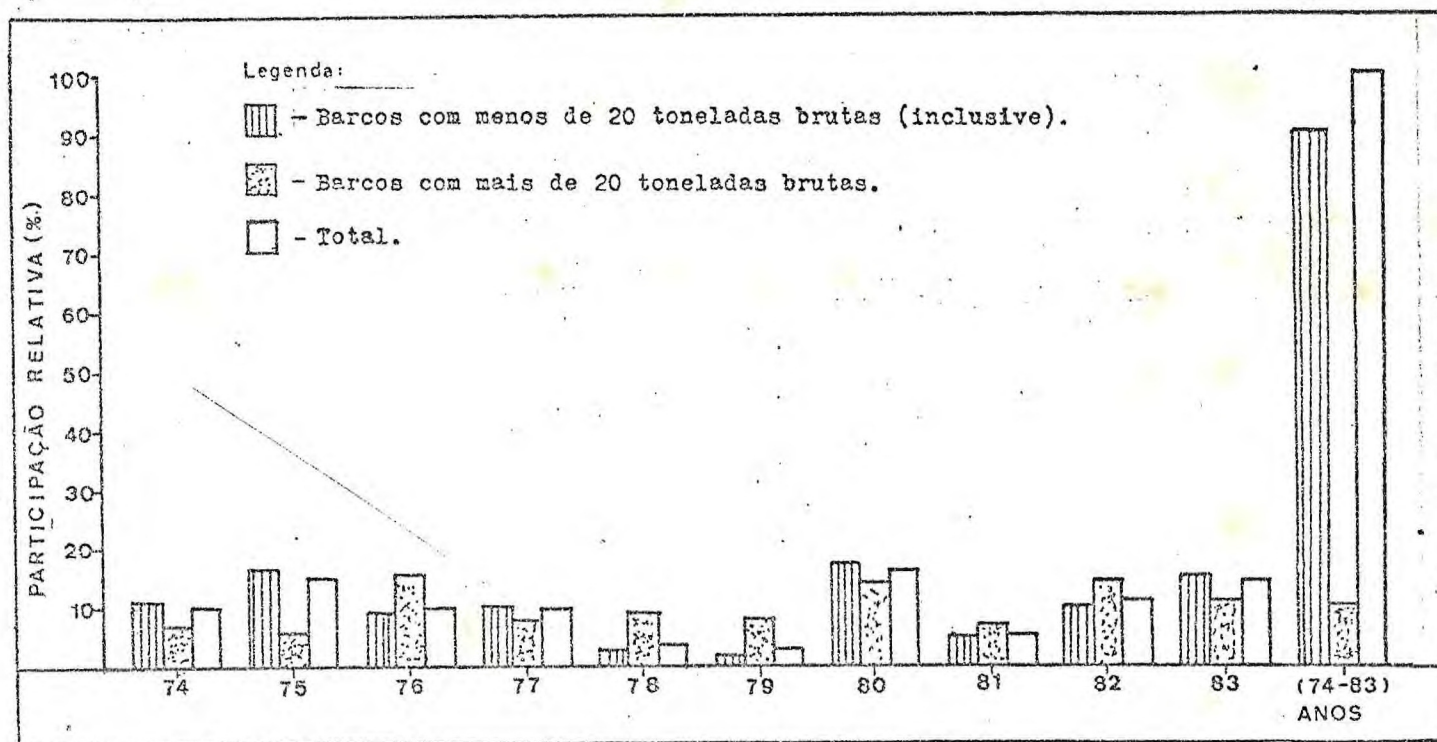 Legenda:
- Barcos com menos de 20 toneladas brutas (inclusive).
- Barcos com mais de 20 toneladas brutas.
- Total.
PARTICIPAÇÃO RELATIVA (%.)
100
90
80
70
60
50
40
30
20
10
74 75 76 77 78 79 80 81 82 83 (74-83)
ANOS